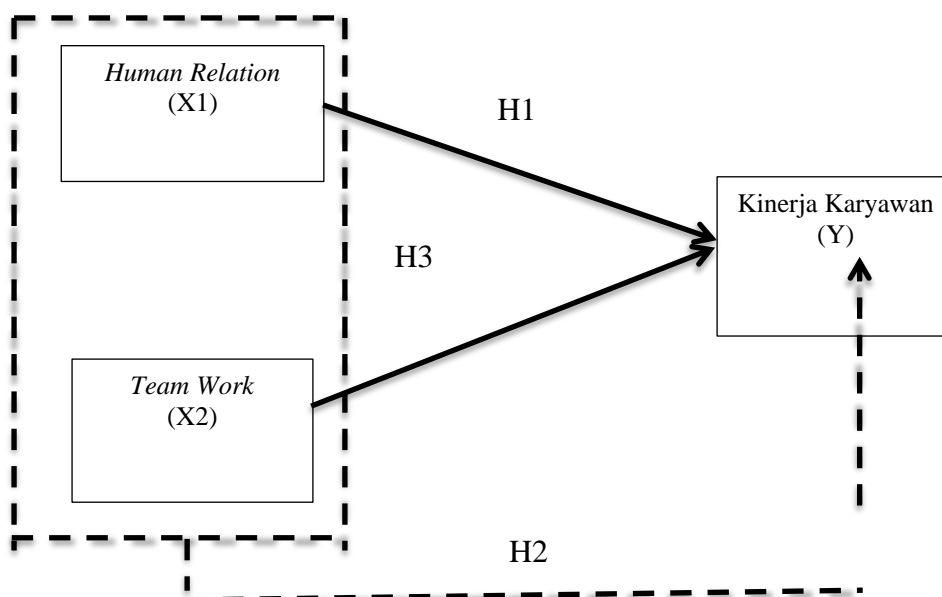 Human Relation
(X1)
H1
Kinerja Karyawan
(Y)
H3
Team Work
(X2)
H2